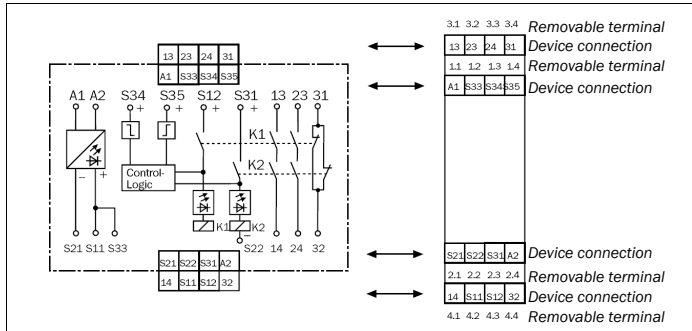 3.1 3.2 3.3 3.4 Removable terminal
13 23 24 31 Device connection
1.1 1.2 1.3 1.4 Removable terminal
A1 S33 S34 S35 Device connection
13 23 24 31
A1 S33 S34 S35
A1 A2 S34 + S35 + S12 + S31 + 13 23 31
K1
K2
− +
Control-
Logic
K1 K2
−
S21 S11 S33 S22 14 24 32
S21 S22 S31 A2
14 S11 S12 32
S21 S22 S31 A2 Device connection
2.1 2.2 2.3 2.4 Removable terminal
14 S11 S12 32 Device connection
4.1 4.2 4.3 4.4 Removable terminal